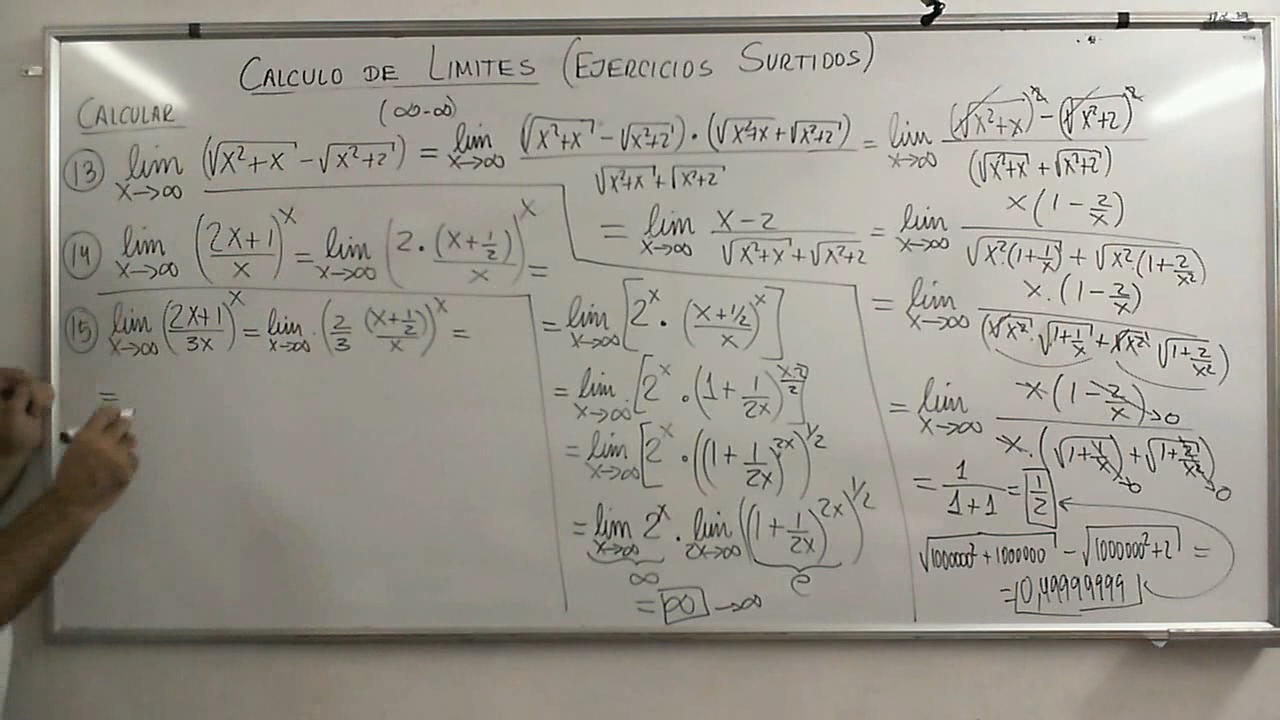 CALCULO DE LIMITES (EJERCICIOS SURTIDOS)
CALCULAR
(∞-∞)
13 lim x→∞ (√(x²+x) - √(x²+2)) = lim x→∞ ((√(x²+x) - √(x²+2)) · (√(x²+x) + √(x²+2))) / (√(x²+x) + √(x²+2)) = lim x→∞ ((√(x²+x))² - (√(x²+2))²) / (√(x²+x) + √(x²+2))
= lim x→∞ (x-2) / (√(x²+x) + √(x²+2)) = lim x→∞ x(1 - 2/x) / (√(x²·(1+1/x)) + √(x²·(1+2/x²)))
= lim x→∞ x·(1 - 2/x) / (√x² · √(1+1/x) + √x² √(1+2/x²))
= lim x→∞ x·(1 - 2/x)→0 / x·(√(1+1/x)→0 + √(1+2/x²)→0)
= 1/(1+1) = 1/2
√(1000000²+1000000) - √(1000000²+2) =
= 0,49999999
14 lim x→∞ ((2x+1)/x)^x = lim x→∞ (2·(x+1/2)/x)^x =
= lim x→∞ [2^x · ((x+1/2)/x)^x]
= lim x→∞ [2^x · (1+1/2x)^(x·2/2)]
= lim x→∞ [2^x · ((1+1/2x)^2x)^1/2
= lim x→∞ 2^x · lim 2x→∞ ((1+1/2x)^2x)^1/2
∞ e
= ∞ →∞
15 lim x→∞ ((2x+1)/3x)^x = lim x→∞ · (2/3 (x+1/2)/x)^x =
=